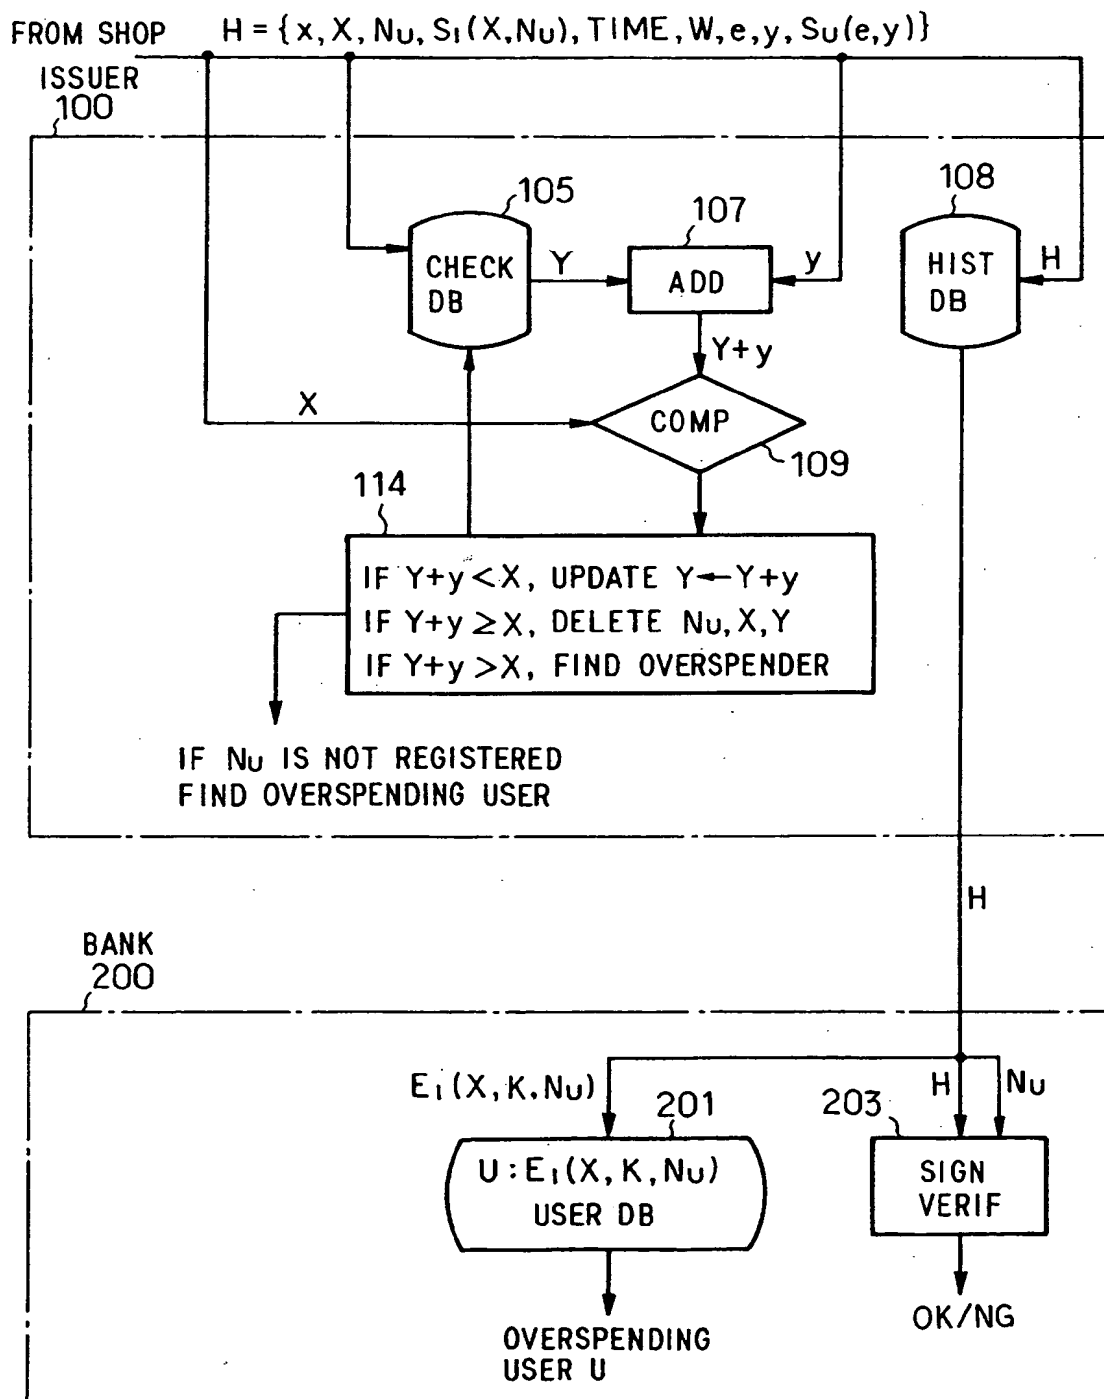 FROM SHOP H = {x, X, Nu, SI(X,Nu), TIME, W, e, y, Su(e,y)}
ISSUER
100
105
107
108
CHECK
DB
Y
ADD
y
HIST
DB
H
Y+y
X
COMP
109
114
IF Y+y < X, UPDATE Y←Y+y
IF Y+y ≥ X, DELETE Nu, X, Y
IF Y+y > X, FIND OVERSPENDER
IF Nu IS NOT REGISTERED
FIND OVERSPENDING USER
H
BANK
200
EI(X, K, Nu)
201
203
H
Nu
U : EI(X, K, Nu)
USER DB
SIGN
VERIF
OK/NG
OVERSPENDING
USER U